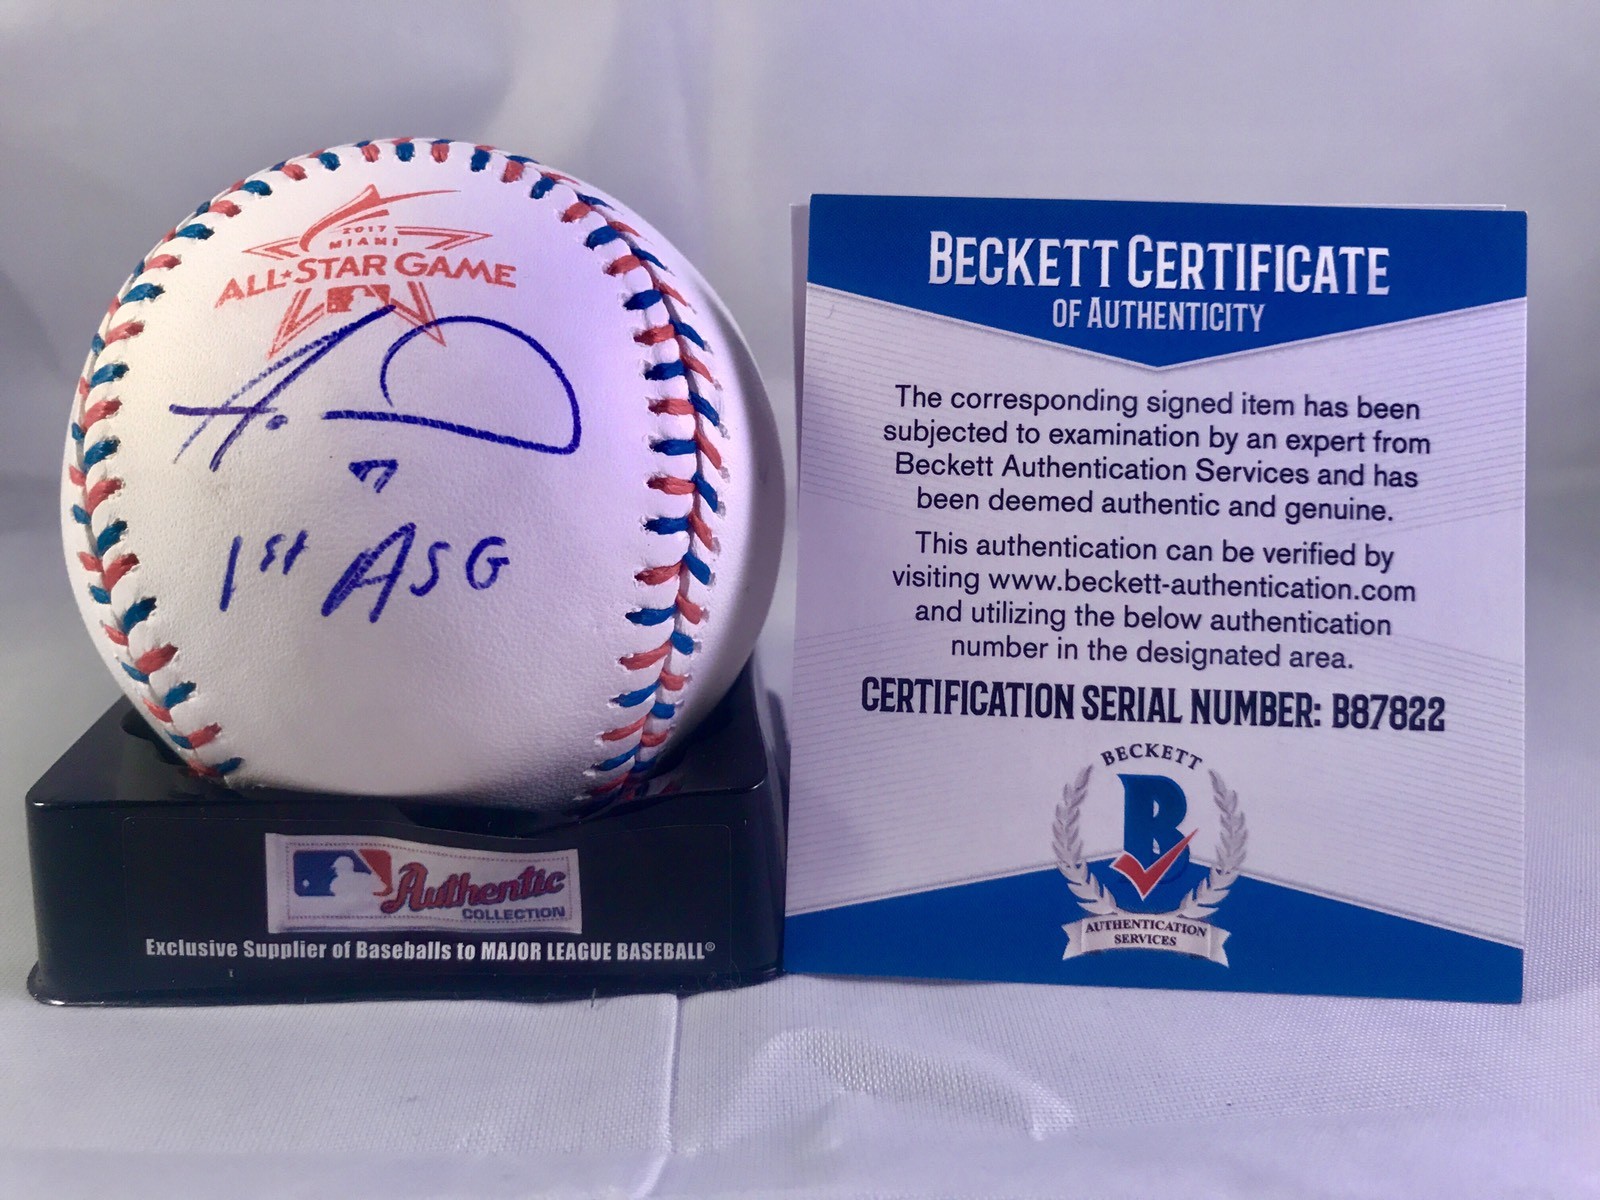 2017
MIAMI
ALL★STAR GAME
A.
7
1st ASG
Authentic
COLLECTION
Exclusive Supplier of Baseballs to MAJOR LEAGUE BASEBALL®
BECKETT CERTIFICATE
OF AUTHENTICITY
The corresponding signed item has been
subjected to examination by an expert from
Beckett Authentication Services and has
been deemed authentic and genuine.
This authentication can be verified by
visiting www.beckett-authentication.com
and utilizing the below authentication
number in the designated area.
CERTIFICATION SERIAL NUMBER: B87822
BECKETT
B
AUTHENTICATION
SERVICES